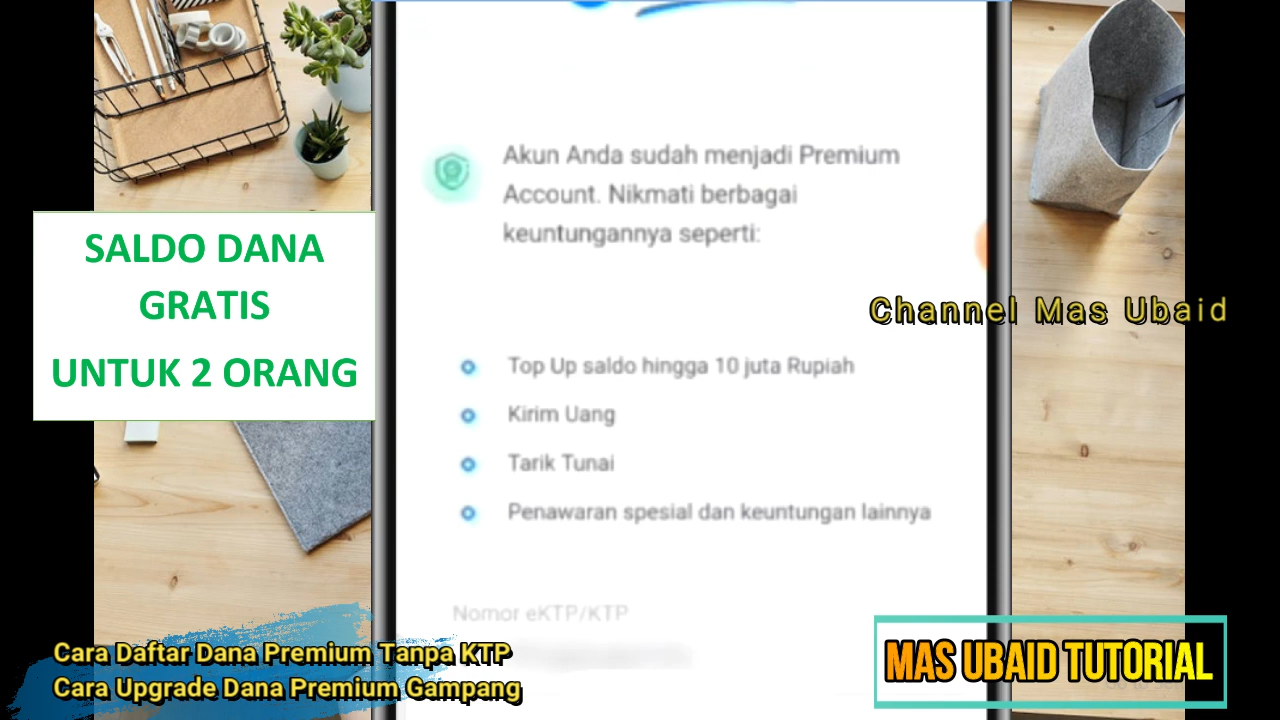 Akun Anda sudah menjadi Premium
Account. Nikmati berbagai
keuntungannya seperti:
SALDO DANA
GRATIS
UNTUK 2 ORANG
Channel Mas Ubaid
Top Up saldo hingga 10 juta Rupiah
Kirim Uang
Tarik Tunai
Penawaran spesial dan keuntungan lainnya
Nomor eKTP/KTP
Cara Daftar Dana Premium Tanpa KTP
Cara Upgrade Dana Premium Gampang
MAS UBAID TUTORIAL